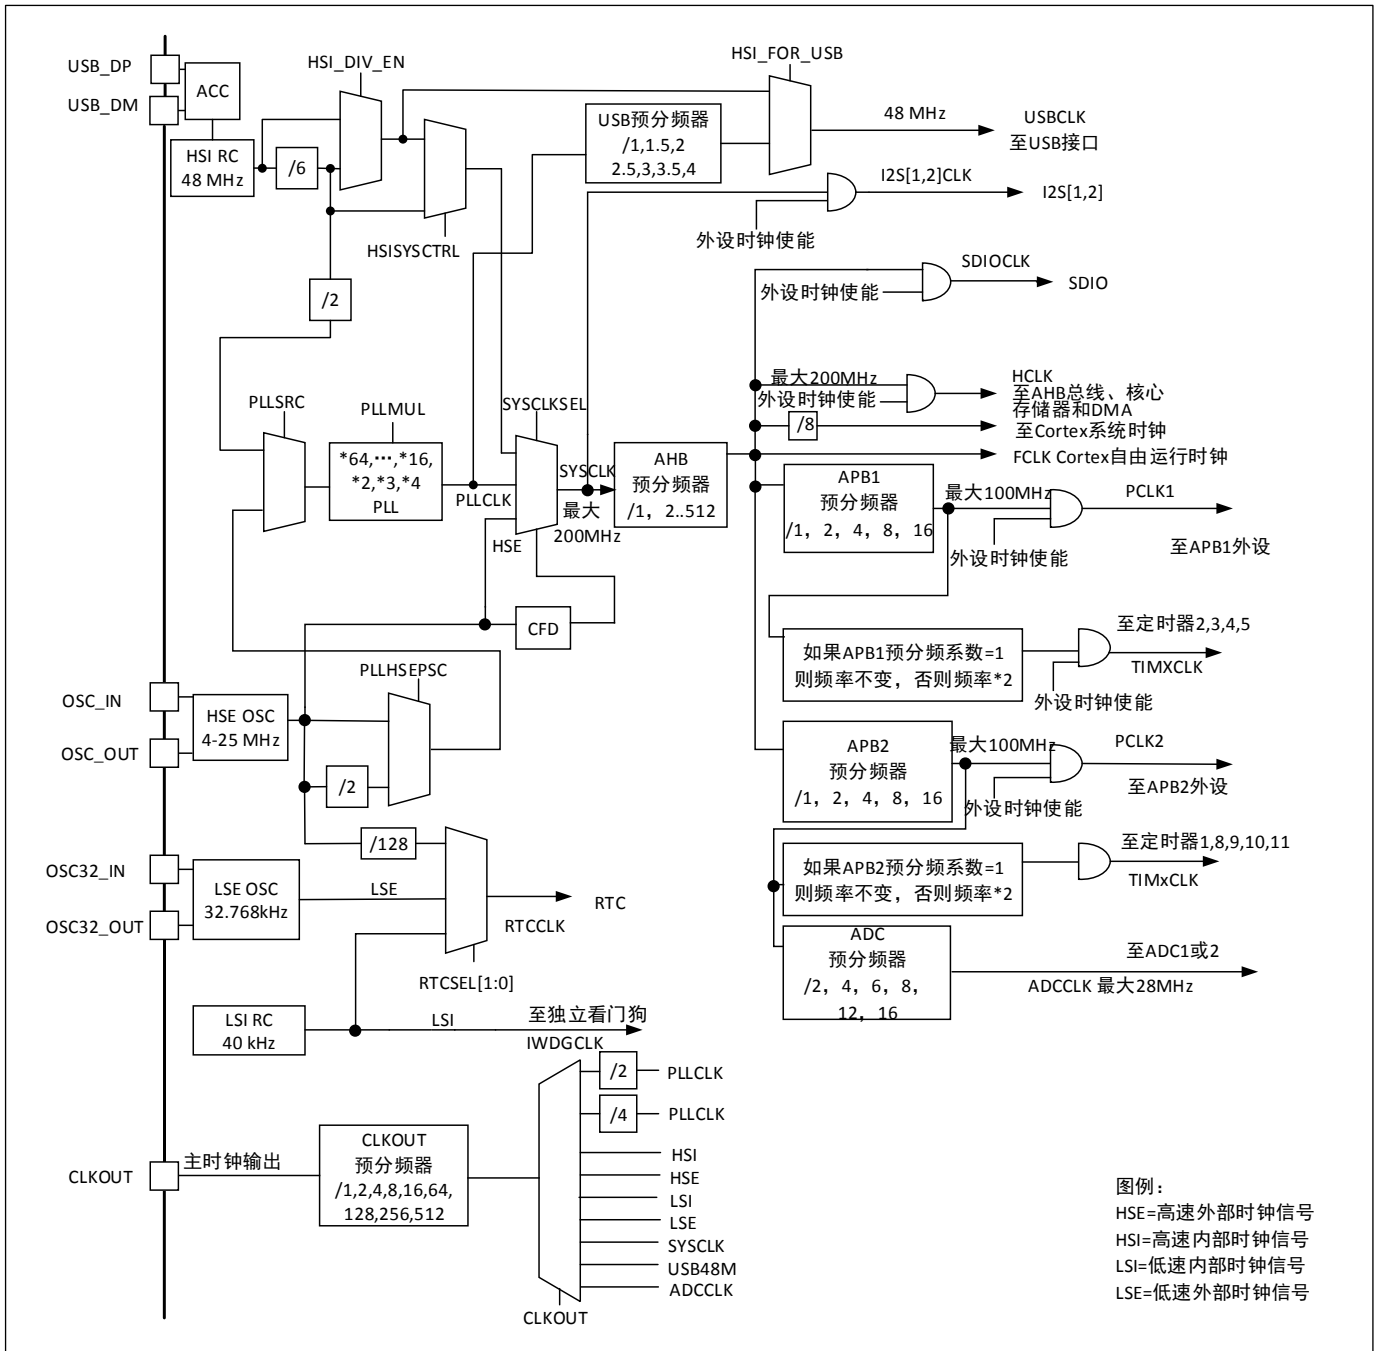 HSI_DIV_EN
HSI_FOR_USB
USB_DP
USB_DM
ACC
HSI RC
48 MHz
/6
HSISYSCTRL
USB预分频器
/1,1.5,2
2.5,3,3.5,4
48 MHz
USBCLK
至USB接口
I2S[1,2]CLK
I2S[1,2]
外设时钟使能
/2
SDIOCLK
外设时钟使能
SDIO
最大200MHz
外设时钟使能
HCLK
至AHB总线、核心
存储器和DMA
/8
至Cortex系统时钟
FCLK Cortex自由运行时钟
PLLSRC
PLLMUL
*64,…,*16,
*2,*3,*4
PLL
PLLCLK
SYSCLKSEL
HSE
SYSCLK
最大
200MHz
AHB
预分频器
/1，2..512
APB1
预分频器
/1，2，4，8，16
最大100MHz
外设时钟使能
PCLK1
至APB1外设
CFD
如果APB1预分频系数=1
则频率不变，否则频率*2
外设时钟使能
至定时器2,3,4,5
TIMXCLK
PLLHSEPSC
OSC_IN
OSC_OUT
HSE OSC
4-25 MHz
/2
APB2
预分频器
/1，2，4，8，16
最大100MHz
外设时钟使能
PCLK2
至APB2外设
/128
OSC32_IN
OSC32_OUT
LSE OSC
32.768kHz
LSE
RTCCLK
RTC
RTCSEL[1:0]
如果APB2预分频系数=1
则频率不变，否则频率*2
至定时器1,8,9,10,11
TIMxCLK
ADC
预分频器
/2，4，6，8，
12，16
至ADC1或2
ADCCLK 最大28MHz
LSI RC
40 kHz
LSI
至独立看门狗
IWDGCLK
/2
PLLCLK
/4
PLLCLK
HSI
HSE
LSI
LSE
SYSCLK
USB48M
ADCCLK
CLKOUT
CLKOUT
主时钟输出
CLKOUT
预分频器
/1,2,4,8,16,64,
128,256,512
图例：
HSE=高速外部时钟信号
HSI=高速内部时钟信号
LSI=低速内部时钟信号
LSE=低速外部时钟信号